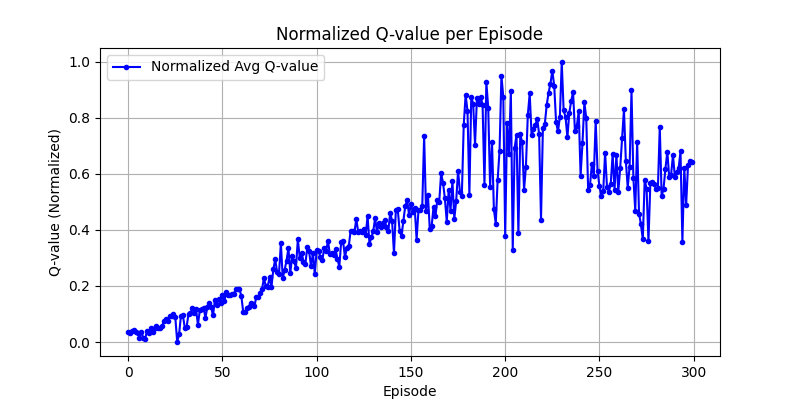 Normalized Q-value per Episode
Normalized Avg Q-value
Q-value (Normalized)
1.0
0.8
0.6
0.4
0.2
0.0
0 50 100 150 200 250 300
Episode